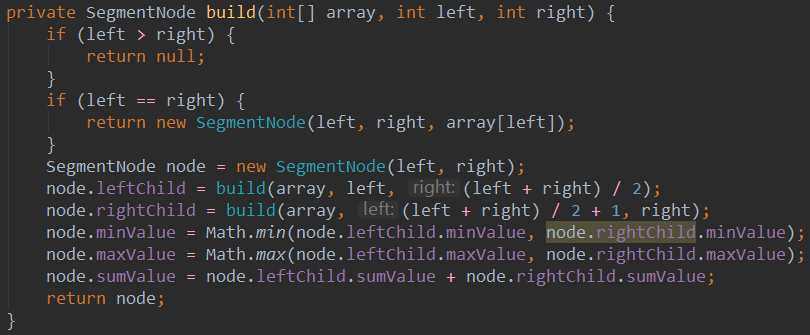 private SegmentNode build(int[] array, int left, int right) {
    if (left > right) {
        return null;
    }
    if (left == right) {
        return new SegmentNode(left, right, array[left]);
    }
    SegmentNode node = new SegmentNode(left, right);
    node.leftChild = build(array, left, right: (left + right) / 2);
    node.rightChild = build(array, left: (left + right) / 2 + 1, right);
    node.minValue = Math.min(node.leftChild.minValue, node.rightChild.minValue);
    node.maxValue = Math.max(node.leftChild.maxValue, node.rightChild.maxValue);
    node.sumValue = node.leftChild.sumValue + node.rightChild.sumValue;
    return node;
}